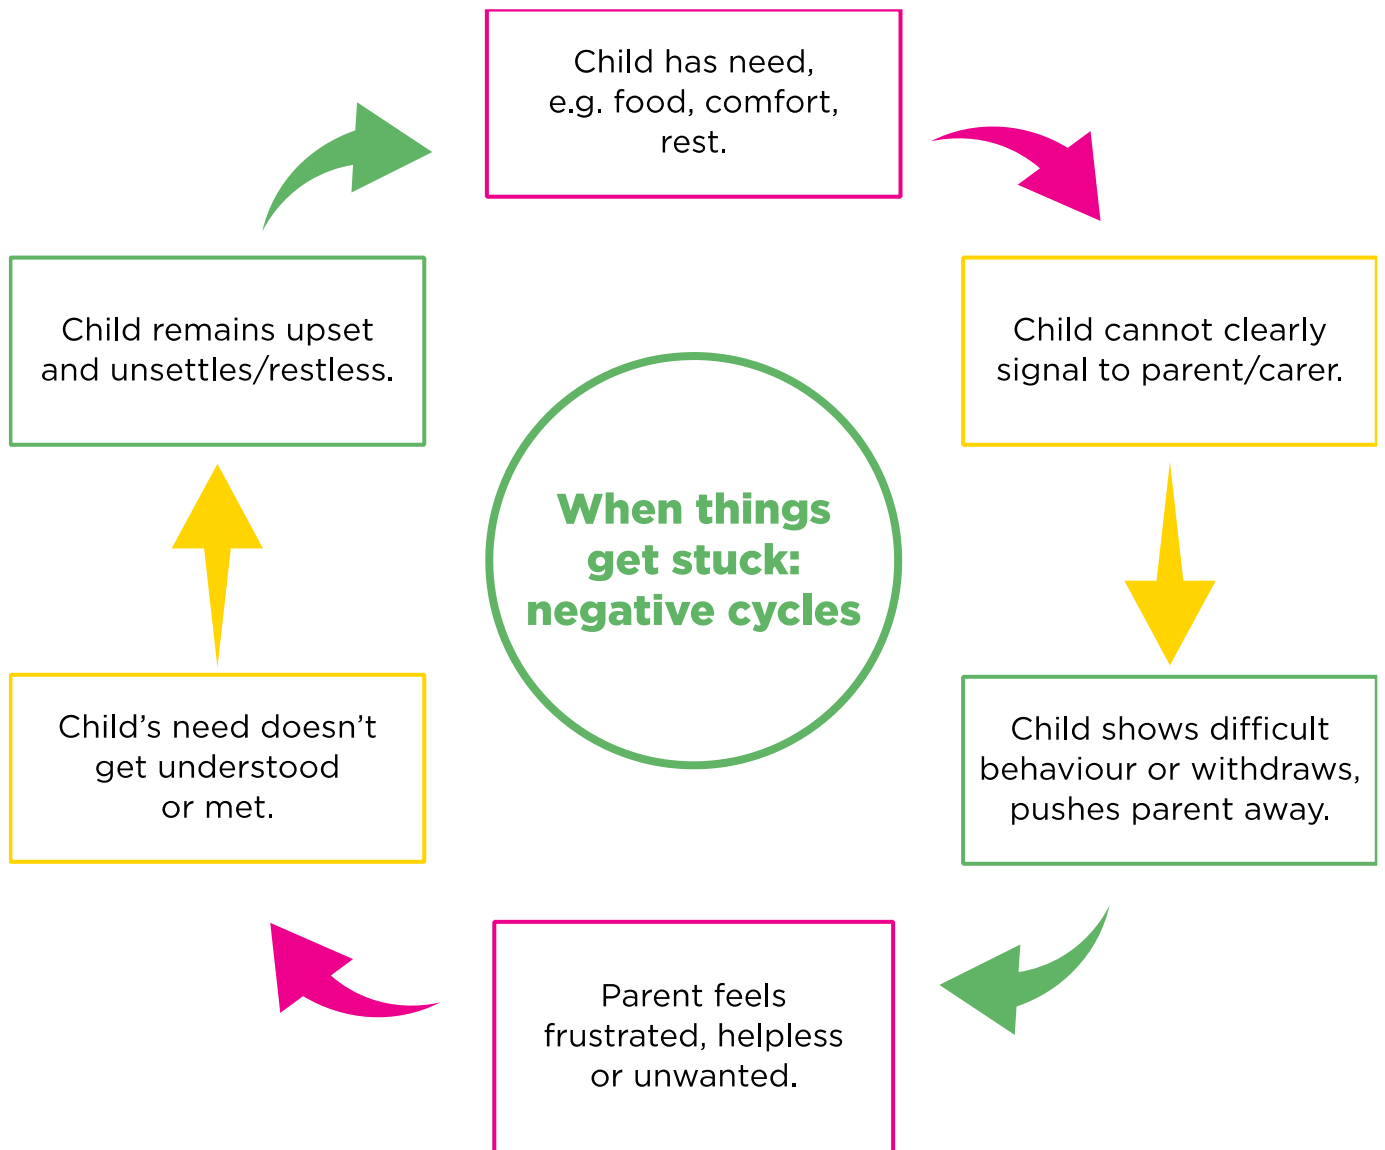 Child has need,
e.g. food, comfort,
rest.
Child cannot clearly
signal to parent/carer.
Child shows difficult
behaviour or withdraws,
pushes parent away.
Parent feels
frustrated, helpless
or unwanted.
Child’s need doesn’t
get understood
or met.
Child remains upset
and unsettles/restless.
When things
get stuck:
negative cycles